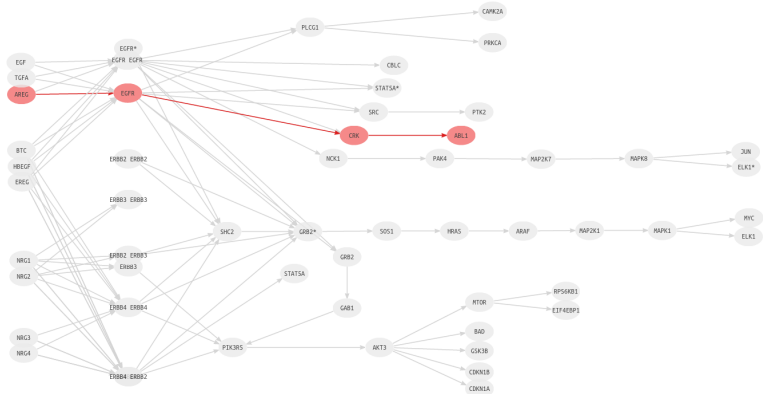 CAMK2A
PLCG1
PRKCA
EGFR*
EGFR EGFR
EGF
CBLC
TGFA
STAT5A*
AREG
EGFR
SRC
PTK2
CRK
ABL1
BTC
JUN
ERBB2 ERBB2
NCK1
PAK4
MAP2K7
MAPK8
HBEGF
ELK1*
EREG
ERBB3 ERBB3
MYC
SHC2
GRB2*
SOS1
HRAS
ARAF
MAP2K1
MAPK1
ELK1
ERBB2 ERBB3
NRG1
GRB2
ERBB3
NRG2
STAT5A
RPS6KB1
MTOR
ERBB4 ERBB4
GAB1
EIF4EBP1
NRG3
BAD
PIK3R5
AKT3
NRG4
GSK3B
CDKN1B
ERBB4 ERBB2
CDKN1A